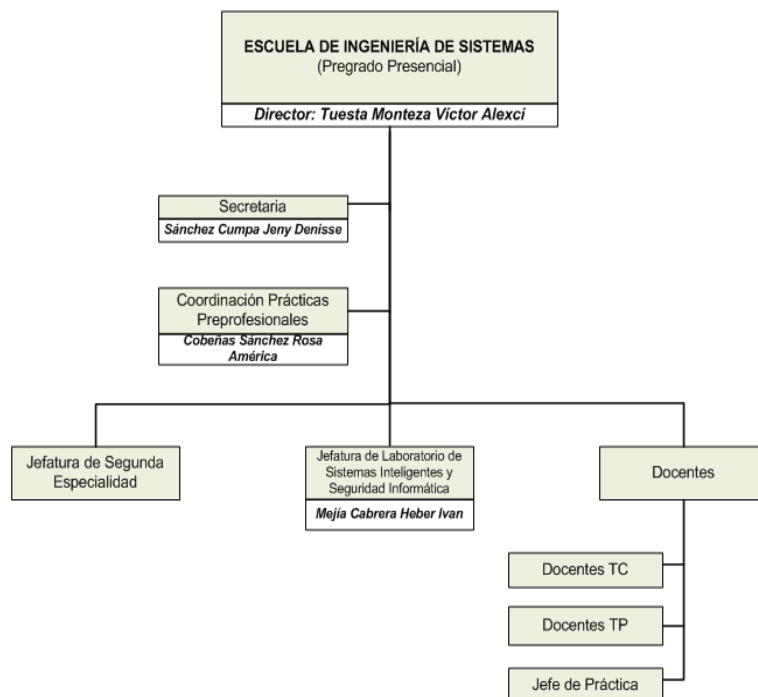 ESCUELA DE INGENIERÍA DE SISTEMAS
(Pregrado Presencial)
Director: Tuesta Monteza Víctor Alexci
Secretaria
Sánchez Cumpa Jeny Denisse
Coordinación Prácticas
Preprofesionales
Cobeñas Sánchez Rosa
América
Jefatura de Segunda
Especialidad
Jefatura de Laboratorio de
Sistemas Inteligentes y
Seguridad Informática
Mejía Cabrera Heber Ivan
Docentes
Docentes TC
Docentes TP
Jefe de Práctica